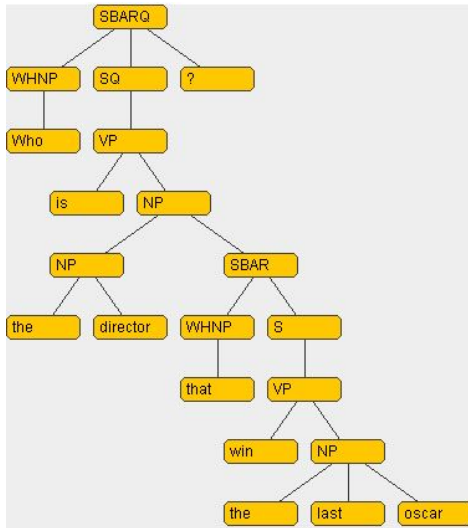 SBARQ
WHNP SQ ?
Who VP
is NP
NP SBAR
the director WHNP S
that VP
win NP
the last oscar